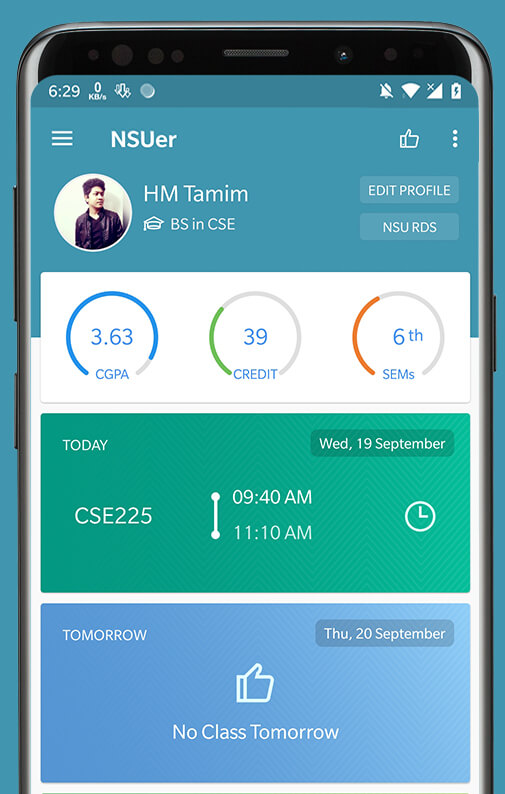 6:29 0 KB/s
NSUer
HM Tamim
BS in CSE
EDIT PROFILE
NSU RDS
3.63
CGPA
39
CREDIT
6 th
SEMs
TODAY
Wed, 19 September
CSE225
09:40 AM
11:10 AM
TOMORROW
Thu, 20 September
No Class Tomorrow